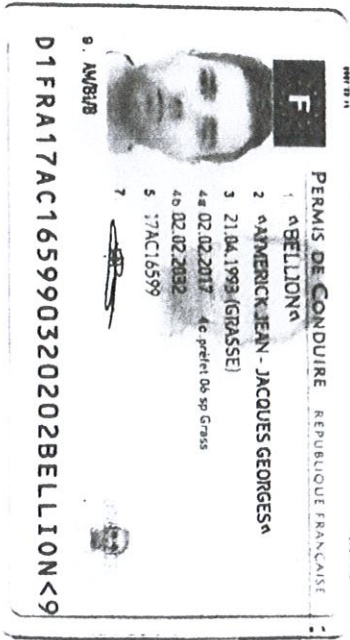 F
PERMIS DE CONDUIRE REPUBLIQUE FRANÇAISE
1 ∩BELLION∩
2 ∩AYMERICK JEAN - JACQUES GEORGES∩
3 21.04.1993 (GRASSE)
4a 02.02.2017 4c préfet 06 sp Grass
4b 02.02.2032
5 17AC16599
7
9. AM/B1/B
D1FRA17AC165990320202BELLION<9